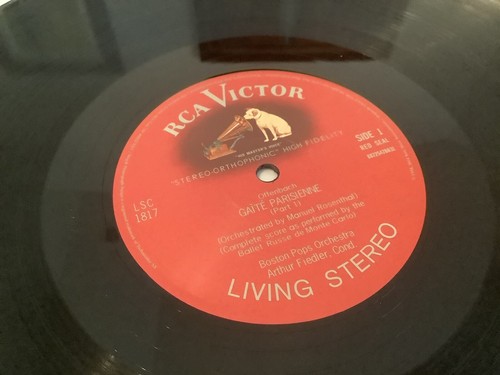 RCA VICTOR
"HIS MASTER'S VOICE"
"STEREO-ORTHOPHONIC" HIGH FIDELITY
LSC
1817
SIDE 1
RED SEAL
Offenbach
GAÎTÉ PARISIENNE
(Part 1)
(Orchestrated by Manuel Rosenthal)
(Complete score as performed by the
Ballet Russe de Monte Carlo)
Boston Pops Orchestra
Arthur Fiedler, Cond.
LIVING STEREO